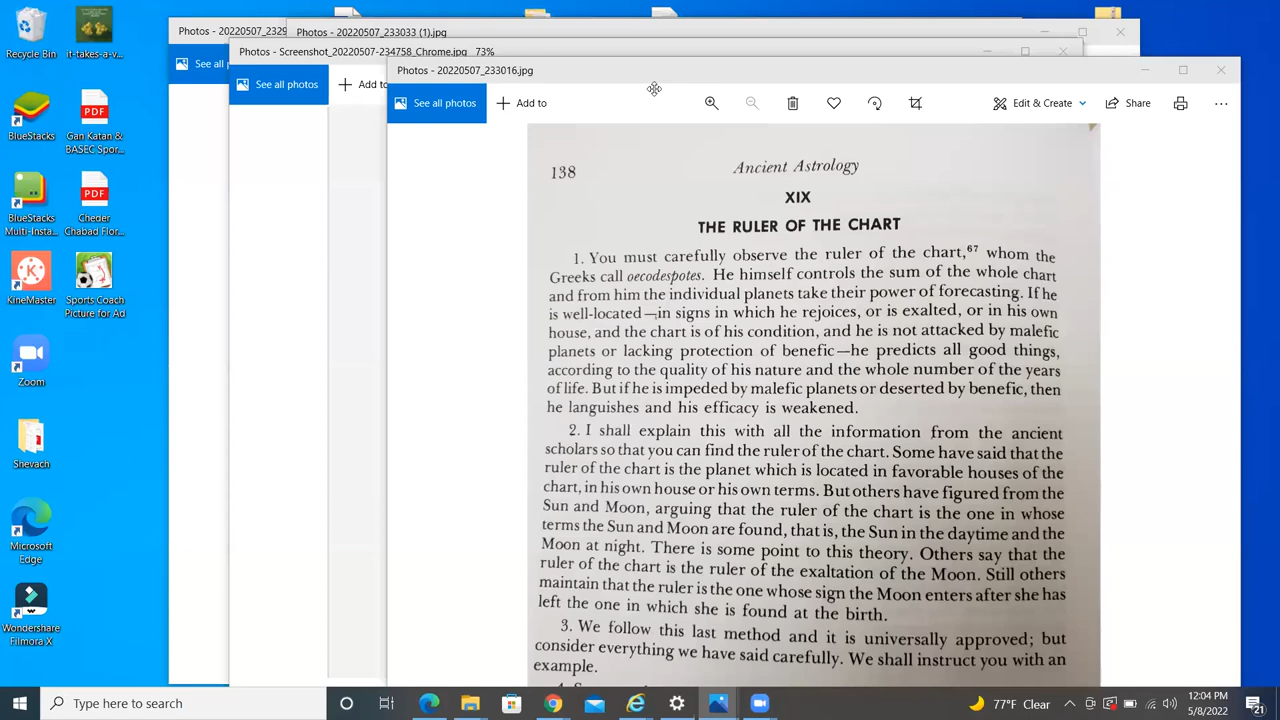 Recycle Bin
it-takes-a-v...
BlueStacks
Gan Katan &
BASEC Spor...
BlueStacks
Multi-Insta...
Cheder
Chabad Flor...
KineMaster
Sports Coach
Picture for Ad
Zoom
Shevach
Microsoft
Edge
Wondershare
Filmora X
Photos - 20220507_2329
Photos - 20220507_233033 (1).jpg
See all
Photos - Screenshot_20220507-234758_Chrome.jpg 73%
See all photos
Add to
Photos - 20220507_233016.jpg
See all photos
Add to
Edit & Create
Share
138
Ancient Astrology
XIX
THE RULER OF THE CHART
1. You must carefully observe the ruler of the chart,67 whom the
Greeks call oecodespotes. He himself controls the sum of the whole chart
and from him the individual planets take their power of forecasting. If he
is well-located—in signs in which he rejoices, or is exalted, or in his own
house, and the chart is of his condition, and he is not attacked by malefic
planets or lacking protection of benefic—he predicts all good things,
according to the quality of his nature and the whole number of the years
of life. But if he is impeded by malefic planets or deserted by benefic, then
he languishes and his efficacy is weakened.
2. I shall explain this with all the information from the ancient
scholars so that you can find the ruler of the chart. Some have said that the
ruler of the chart is the planet which is located in favorable houses of the
chart, in his own house or his own terms. But others have figured from the
Sun and Moon, arguing that the ruler of the chart is the one in whose
terms the Sun and Moon are found, that is, the Sun in the daytime and the
Moon at night. There is some point to this theory. Others say that the
ruler of the chart is the ruler of the exaltation of the Moon. Still others
maintain that the ruler is the one whose sign the Moon enters after she has
left the one in which she is found at the birth.
3. We follow this last method and it is universally approved; but
consider everything we have said carefully. We shall instruct you with an
example.
Type here to search
77°F Clear
12:04 PM
5/8/2022
21
PDF
PDF